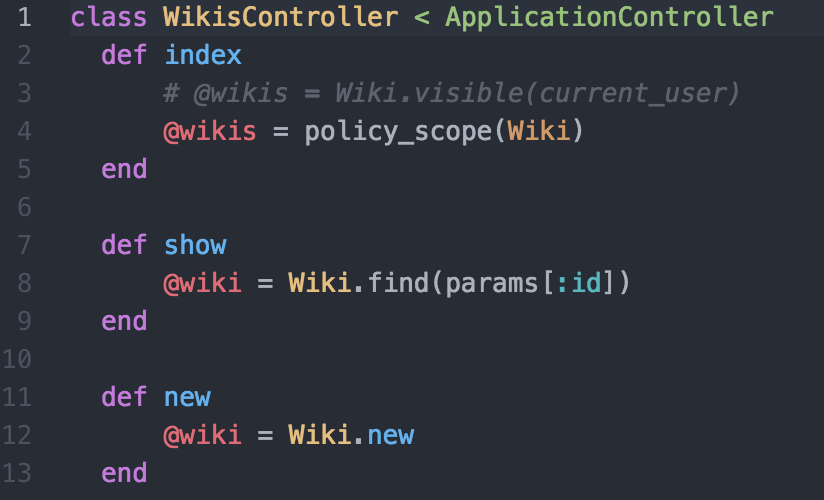 1 class WikisController < ApplicationController
2   def index
3       # @wikis = Wiki.visible(current_user)
4       @wikis = policy_scope(Wiki)
5   end
6
7   def show
8       @wiki = Wiki.find(params[:id])
9   end
10
11   def new
12       @wiki = Wiki.new
13   end